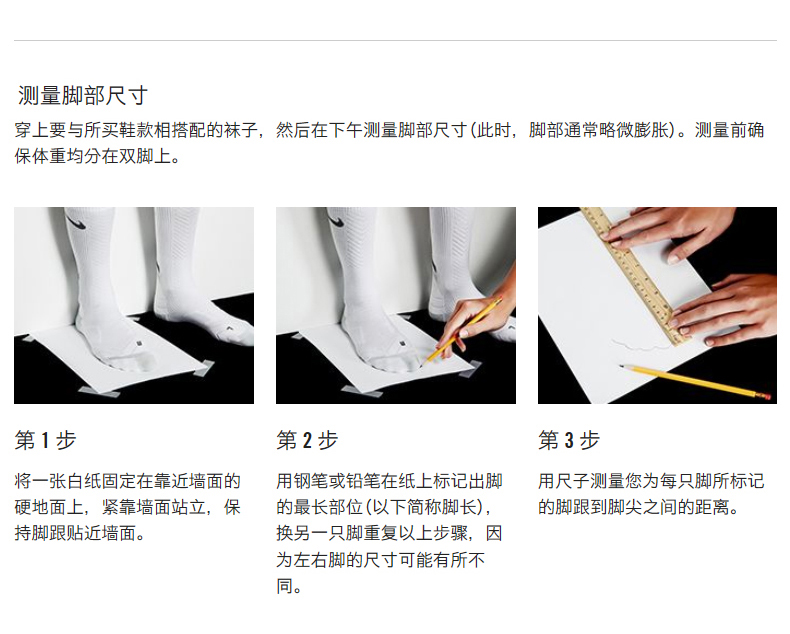 测量脚部尺寸
穿上要与所买鞋款相搭配的袜子，然后在下午测量脚部尺寸(此时，脚部通常略微膨胀)。测量前确
保体重均分在双脚上。
第 1 步
将一张白纸固定在靠近墙面的
硬地面上，紧靠墙面站立，保
持脚跟贴近墙面。
第 2 步
用钢笔或铅笔在纸上标记出脚
的最长部位(以下简称脚长)，
换另一只脚重复以上步骤，因
为左右脚的尺寸可能有所不
同。
第 3 步
用尺子测量您为每只脚所标记
的脚跟到脚尖之间的距离。